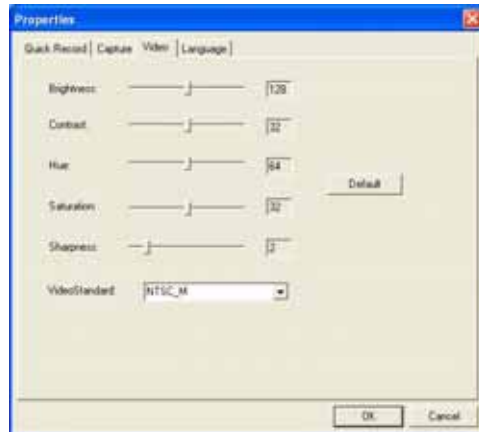 Properties
Quick Record Capture Video Language
Brightness: 128
Contrast: 32
Hue: 64
Default
Saturation: 32
Sharpness: 2
VideoStandard: NTSC_M
OK Cancel